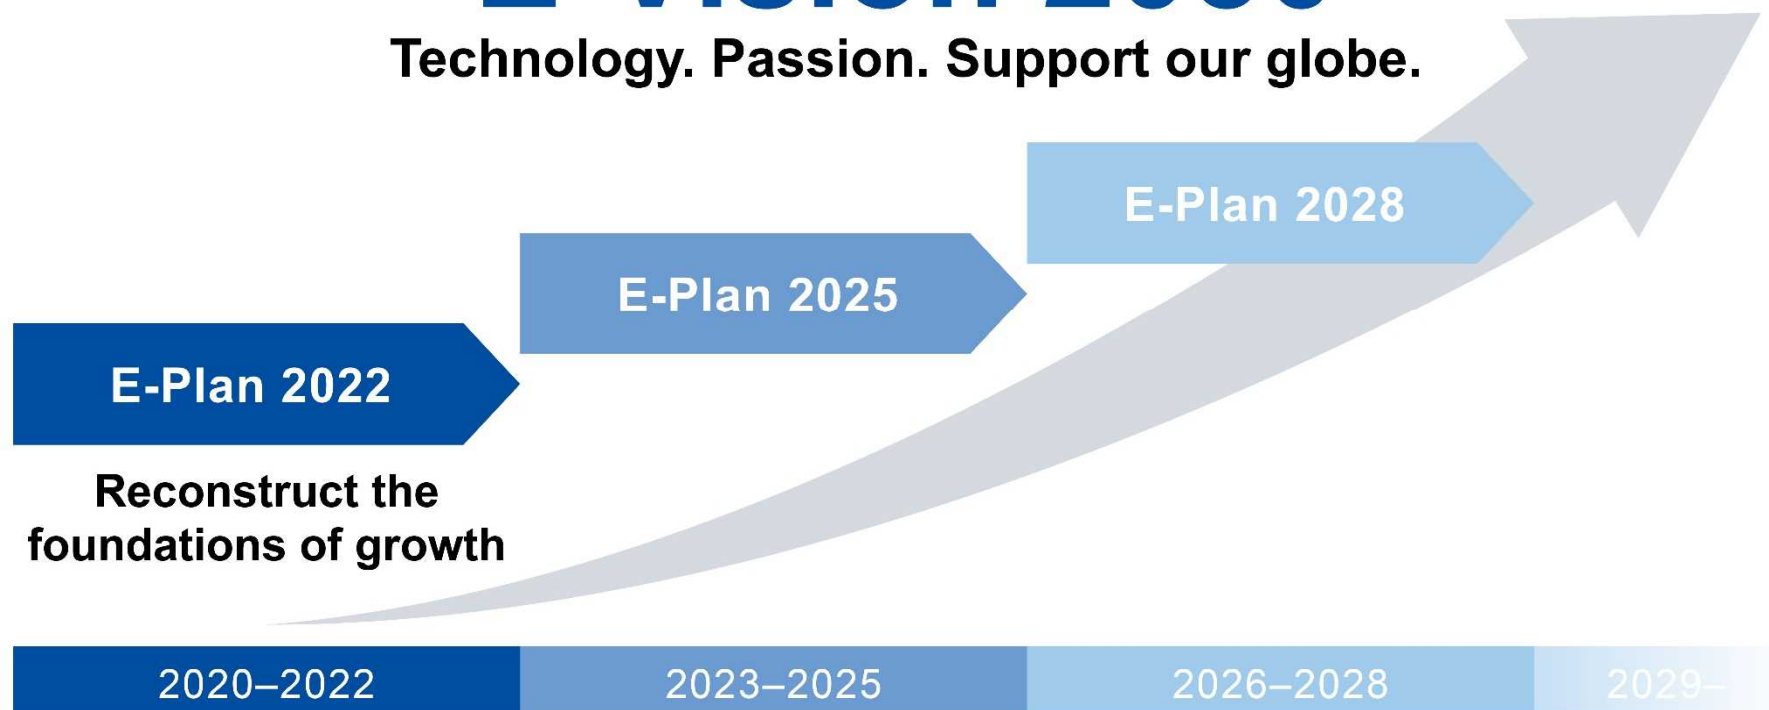 Technology. Passion. Support our globe.
E-Plan 2028
E-Plan 2025
E-Plan 2022
Reconstruct the
foundations of growth
2020–2022 2023–2025 2026–2028 2029–